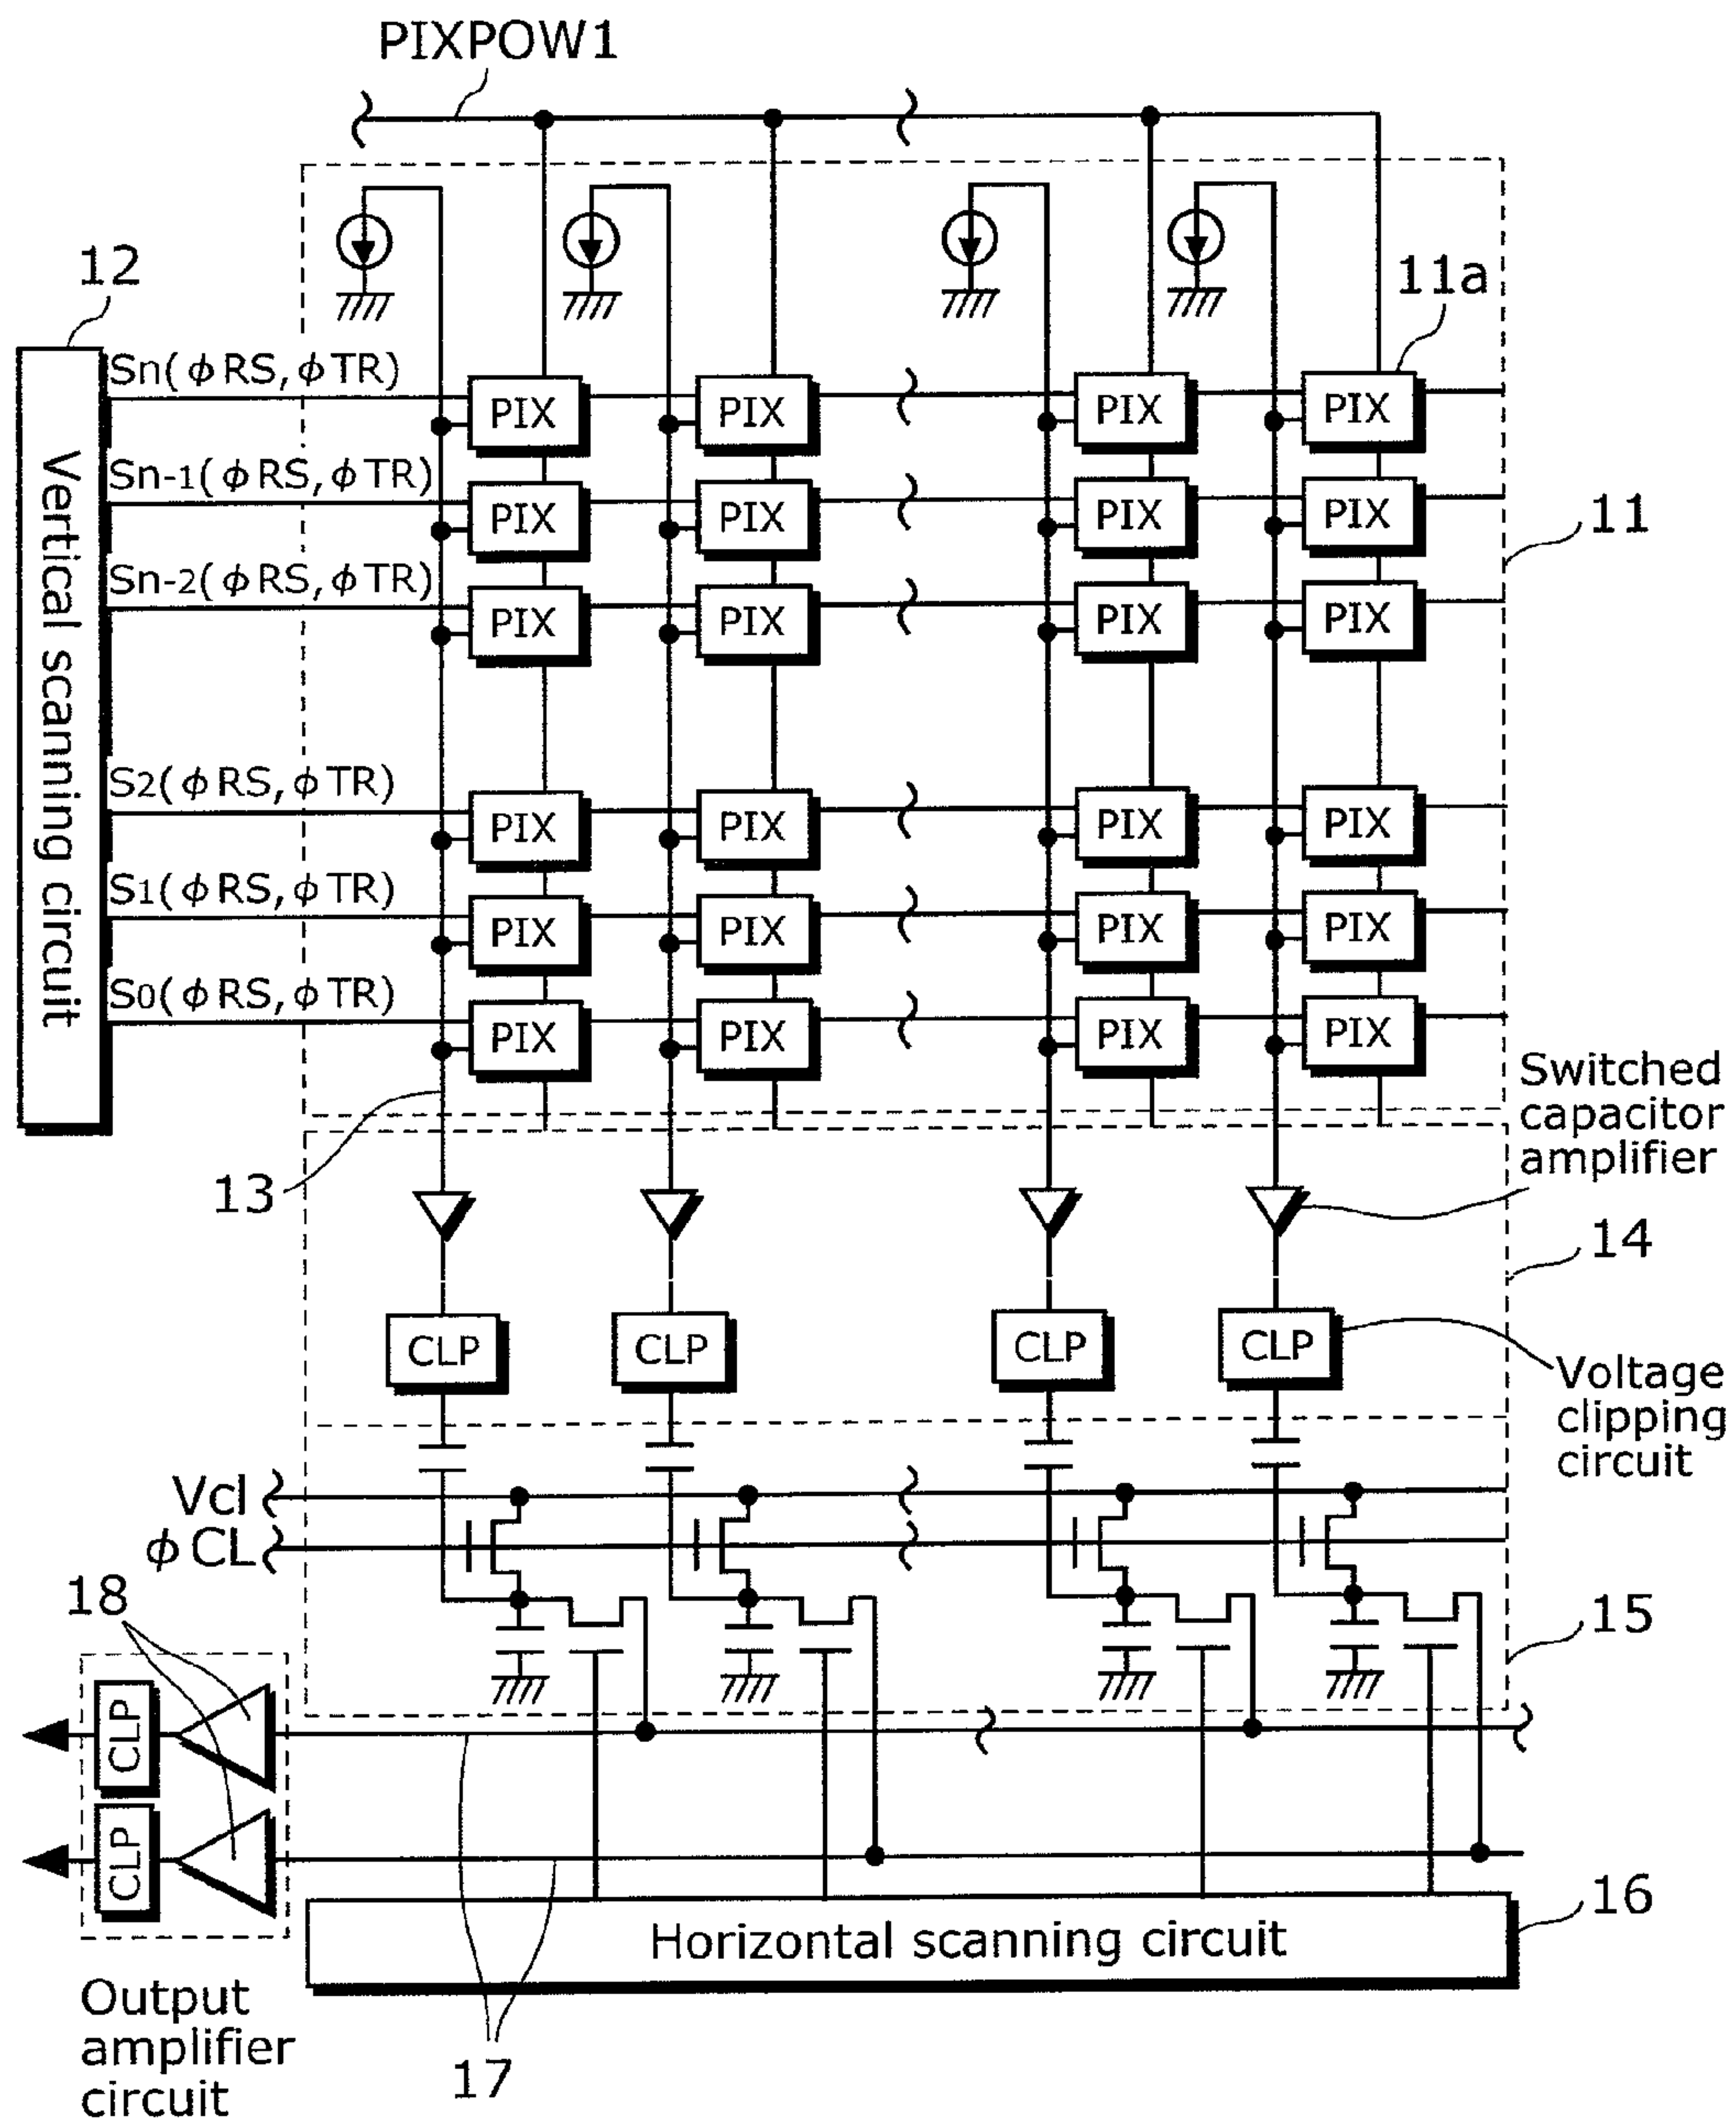 PIXPOW1
12
11a
Sn(φRS,φTR)
PIX PIX PIX PIX
Sn-1(φRS,φTR)
PIX PIX PIX PIX
11
Sn-2(φRS,φTR)
PIX PIX PIX PIX
Vertical scanning circuit
S2(φRS,φTR)
PIX PIX PIX PIX
S1(φRS,φTR)
PIX PIX PIX PIX
S0(φRS,φTR)
PIX PIX PIX PIX
Switched
capacitor
amplifier
13
14
CLP CLP CLP CLP
Voltage
clipping
circuit
Vcl
φCL
18
15
CLP
CLP
16
Horizontal scanning circuit
Output
amplifier
circuit
17